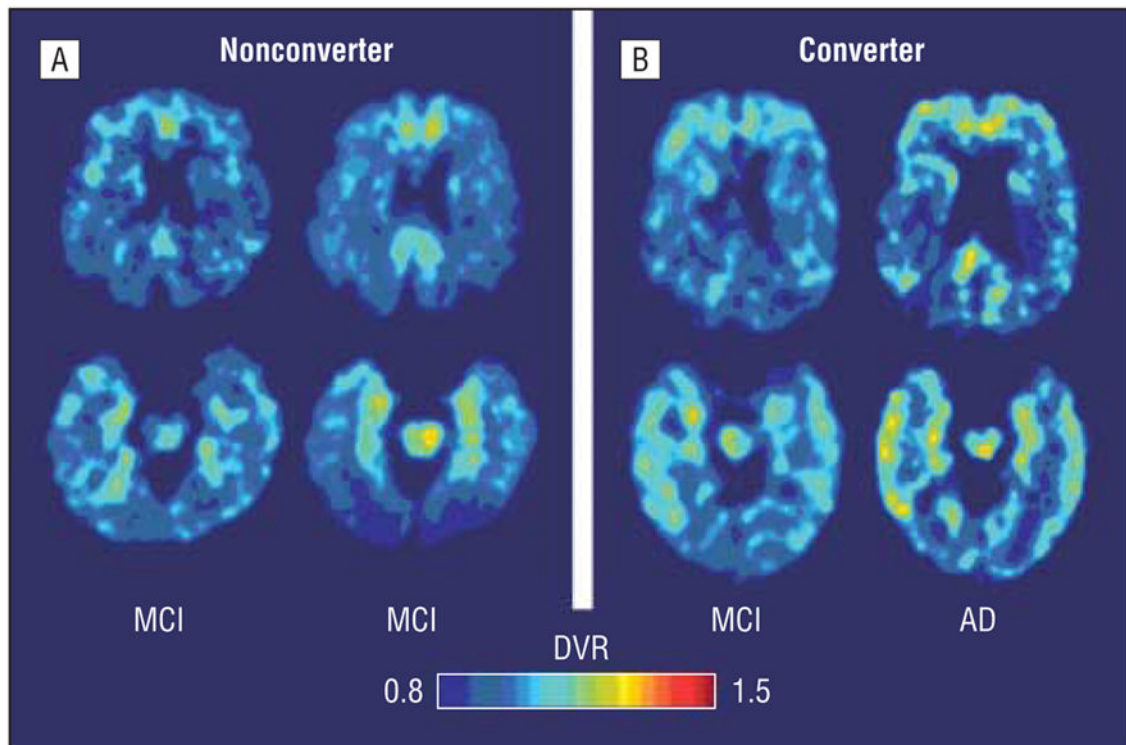 A Nonconverter
B Converter
MCI MCI MCI AD
DVR
0.8 1.5